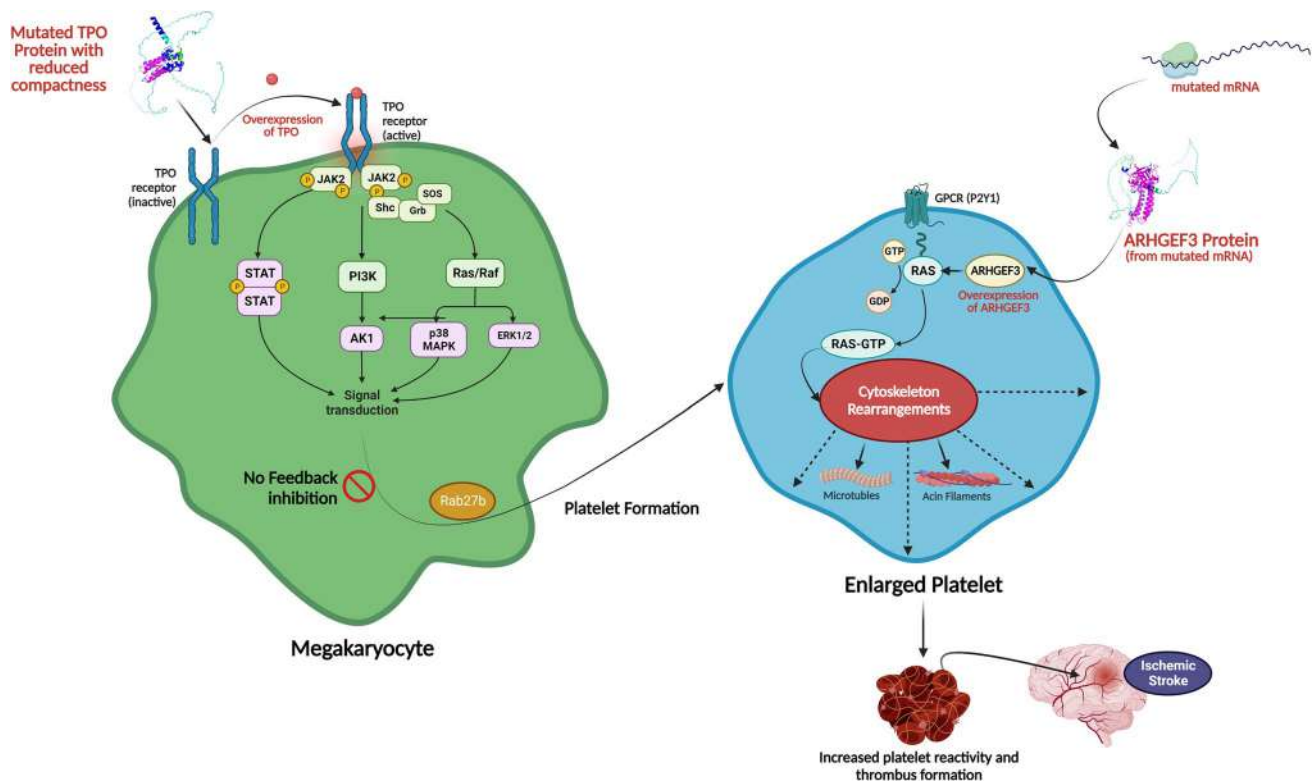 Mutated TPO
Protein with
reduced
compactness
Overexpression
of TPO
TPO
receptor
(active)
TPO
receptor
(inactive)
P
JAK2
P
JAK2
P
P
Shc
Grb
SOS
STAT
P
P
STAT
PI3K
Ras/Raf
AK1
p38
MAPK
ERK1/2
Signal
transduction
No Feedback
inhibition
Rab27b
Platelet Formation
Megakaryocyte
mutated mRNA
ARHGEF3 Protein
(from mutated mRNA)
GPCR (P2Y1)
GTP
RAS
ARHGEF3
GDP
Overexpression
of ARHGEF3
RAS-GTP
Cytoskeleton
Rearrangements
Microtubles
Acin Filaments
Enlarged Platelet
Ischemic
Stroke
Increased platelet reactivity and
thrombus formation